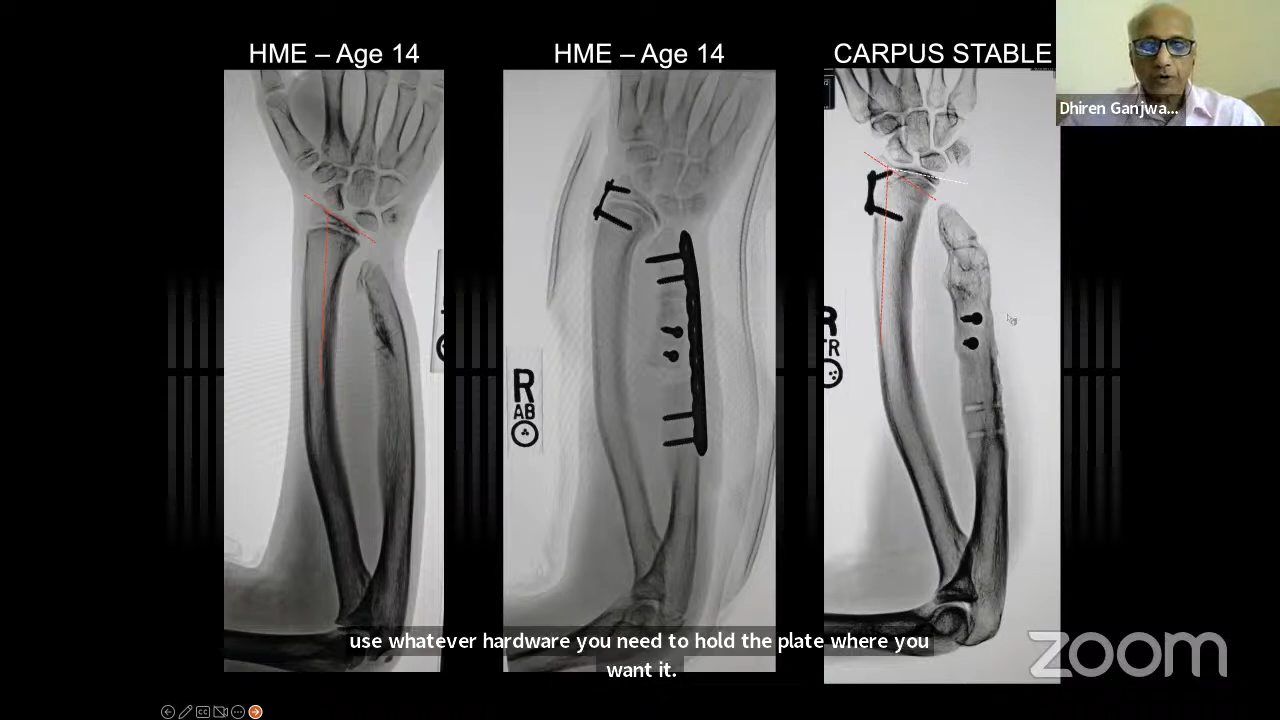 HME – Age 14
HME – Age 14
CARPUS STABLE
Dhiren Ganjwa...
R
AB
R
TR
use whatever hardware you need to hold the plate where you
want it.
zoom